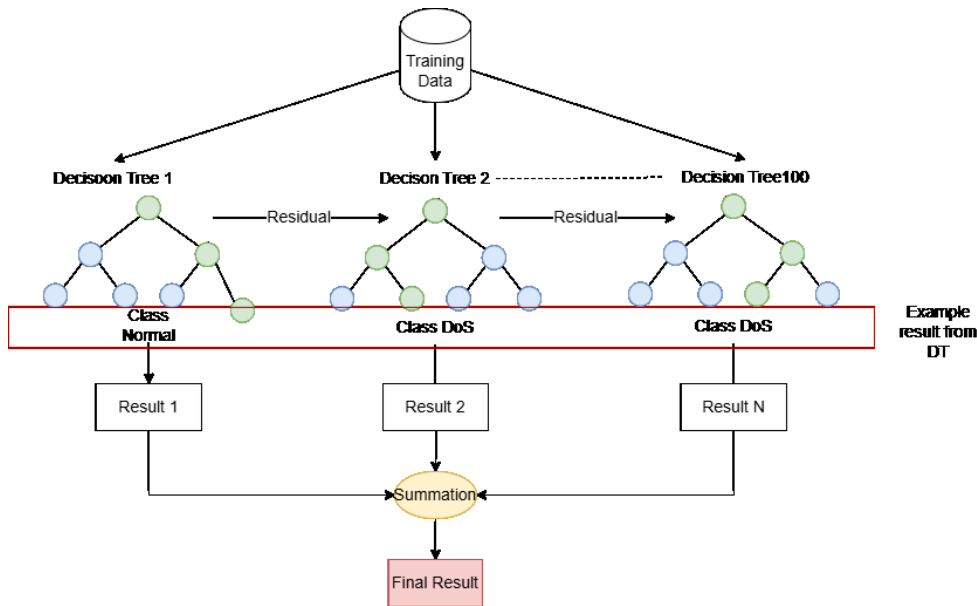 Training
Data
Decisoon Tree 1
Decison Tree 2
Decision Tree100
Residual
Residual
Class
Normal
Class DoS
Class DoS
Example
result from
DT
Result 1
Result 2
Result N
Summation
Final Result